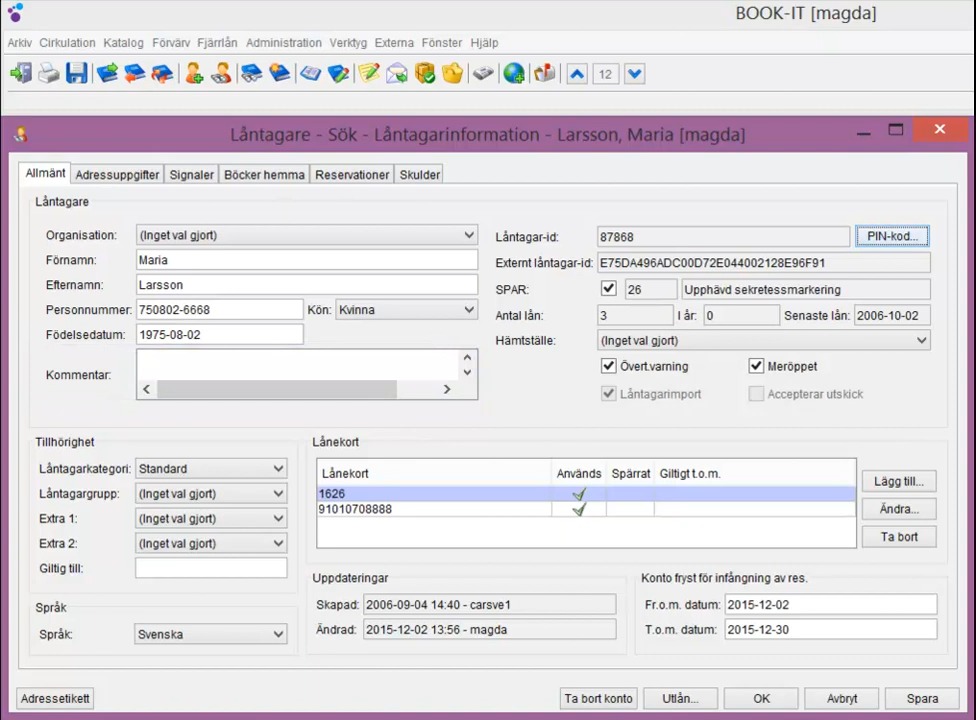 BOOK-IT [magda]
Arkiv Cirkulation Katalog Förvärv Fjärrlån Administration Verktyg Externa Fönster Hjälp
12
Låntagare - Sök - Låntagarinformation - Larsson, Maria [magda]
Allmänt Adressuppgifter Signaler Böcker hemma Reservationer Skulder
Låntagare
Organisation: (Inget val gjort)
Förnamn: Maria
Efternamn: Larsson
Personnummer: 750802-6668 Kön: Kvinna
Födelsedatum: 1975-08-02
Kommentar:
Låntagar-id: 87868 PIN-kod...
Externt låntagar-id: E75DA496ADC00D72E044002128E96F91
SPAR: 26 Upphävd sekretessmarkering
Antal lån: 3 I år: 0 Senaste lån: 2006-10-02
Hämtställe: (Inget val gjort)
Övert.varning Meröppet
Låntagarimport Accepterar utskick
Tillhörighet
Låntagarkategori: Standard
Låntagargrupp: (Inget val gjort)
Extra 1: (Inget val gjort)
Extra 2: (Inget val gjort)
Giltig till:
Språk
Språk: Svenska
Lånekort
Lånekort Används Spärrat Giltigt t.o.m.
1626
91010708888
Lägg till...
Ändra...
Ta bort
Uppdateringar
Skapad: 2006-09-04 14:40 - carsve1
Ändrad: 2015-12-02 13:56 - magda
Konto fryst för infångning av res.
Fr.o.m. datum: 2015-12-02
T.o.m. datum: 2015-12-30
Adressetikett Ta bort konto Utlån... OK Avbryt Spara